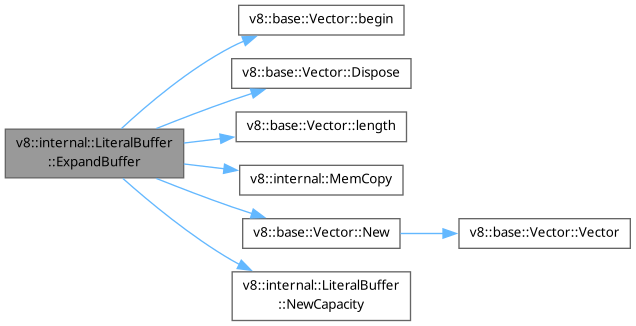 v8::base::Vector::begin
v8::base::Vector::Dispose
v8::base::Vector::length
v8::internal::LiteralBuffer
::ExpandBuffer
v8::internal::MemCopy
v8::base::Vector::New
v8::base::Vector::Vector
v8::internal::LiteralBuffer
::NewCapacity